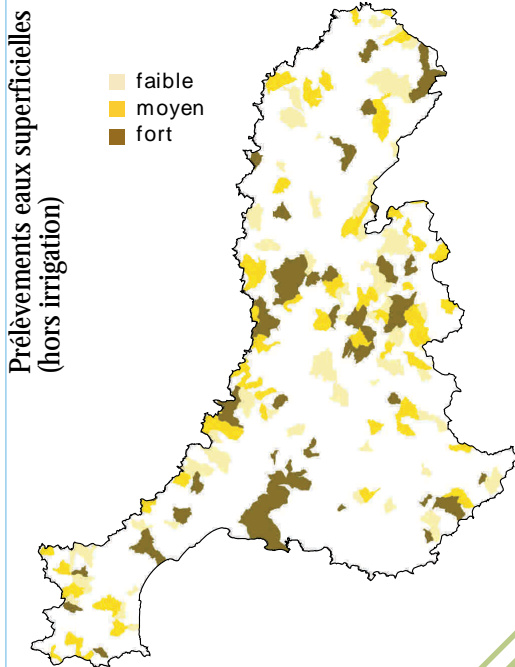 Prélèvements eaux superficielles
(hors irrigation)
faible
moyen
fort